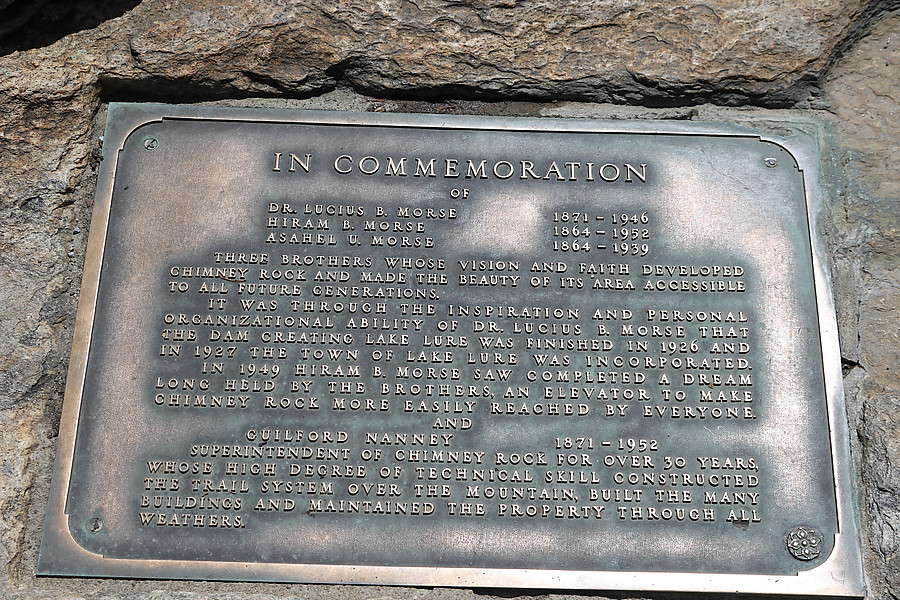 IN COMMEMORATION
OF
DR. LUCIUS B. MORSE 1871 – 1946
HIRAM B. MORSE 1864 – 1952
ASAHEL U. MORSE 1864 – 1939
THREE BROTHERS WHOSE VISION AND FAITH DEVELOPED
CHIMNEY ROCK AND MADE THE BEAUTY OF ITS AREA ACCESSIBLE
TO ALL FUTURE GENERATIONS.
IT WAS THROUGH THE INSPIRATION AND PERSONAL
ORGANIZATIONAL ABILITY OF DR. LUCIUS B. MORSE THAT
THE DAM CREATING LAKE LURE WAS FINISHED IN 1926 AND
IN 1927 THE TOWN OF LAKE LURE WAS INCORPORATED.
IN 1949 HIRAM B. MORSE SAW COMPLETED A DREAM
LONG HELD BY THE BROTHERS, AN ELEVATOR TO MAKE
CHIMNEY ROCK MORE EASILY REACHED BY EVERYONE.
AND
GUILFORD NANNEY 1871 – 1952
SUPERINTENDENT OF CHIMNEY ROCK FOR OVER 30 YEARS,
WHOSE HIGH DEGREE OF TECHNICAL SKILL CONSTRUCTED
THE TRAIL SYSTEM OVER THE MOUNTAIN, BUILT THE MANY
BUILDINGS AND MAINTAINED THE PROPERTY THROUGH ALL
WEATHERS.